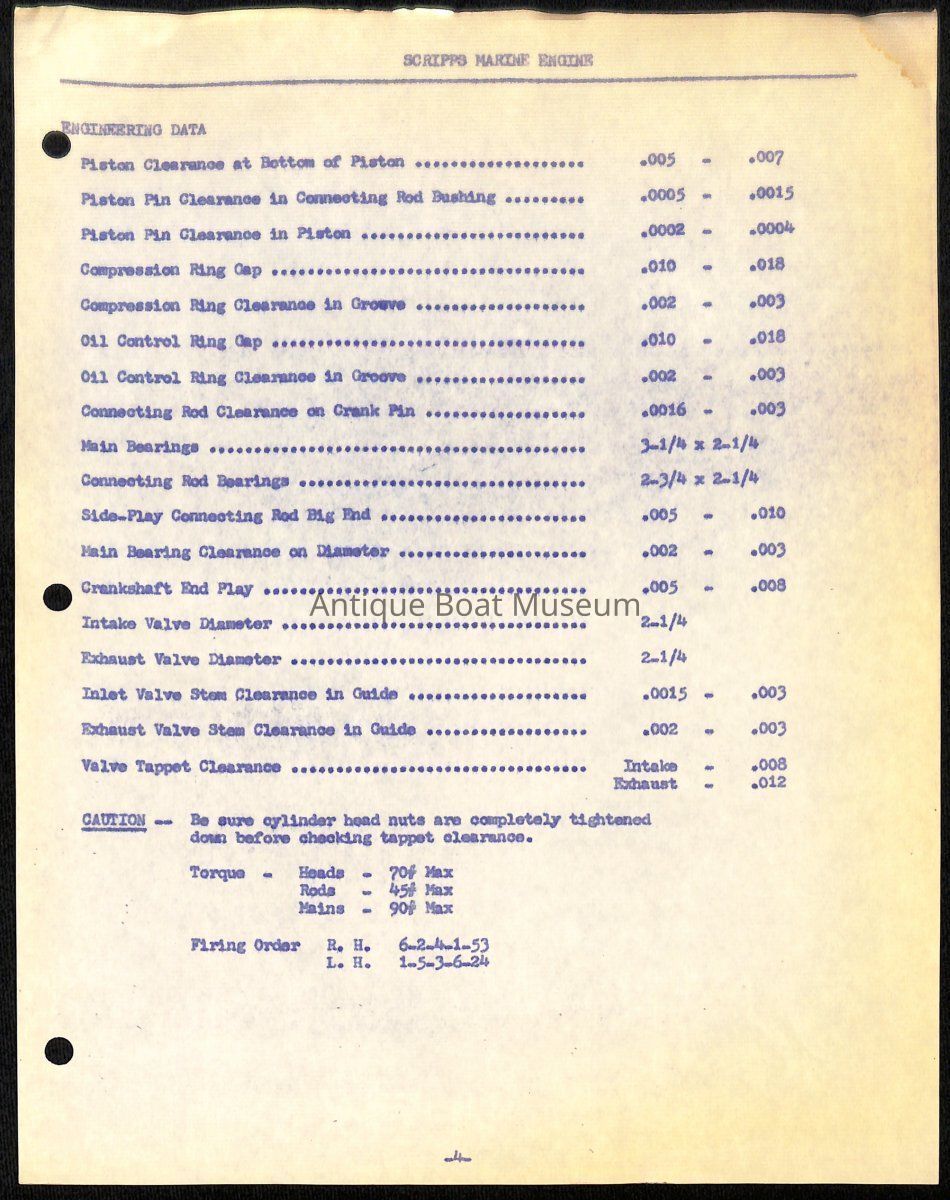 SCRIPPS MARINE ENGINE
ENGINEERING DATA
Piston Clearance at Bottom of Piston ................... .005 - .007
Piston Pin Clearance in Connecting Rod Bushing ......... .0005 - .0015
Piston Pin Clearance in Piston ......................... .0002 - .0004
Compression Ring Gap ................................... .010 - .018
Compression Ring Clearance in Groove ................... .002 - .003
Oil Control Ring Gap ................................... .010 - .018
Oil Control Ring Clearance in Groove ................... .002 - .003
Connecting Rod Clearance on Crank Pin .................. .0016 - .003
Main Bearings .......................................... 3-1/4 x 2-1/4
Connecting Rod Bearings ................................ 2-3/4 x 2-1/4
Side-Play Connecting Rod Big End ....................... .005 - .010
Main Bearing Clearance on Diameter ..................... .002 - .003
Crankshaft End Play .................................... .005 - .008
Antique Boat Museum
Intake Valve Diameter .................................. 2-1/4
Exhaust Valve Diameter ................................. 2-1/4
Inlet Valve Stem Clearance in Guide .................... .0015 - .003
Exhaust Valve Stem Clearance in Guide .................. .002 - .003
Valve Tappet Clearance ................................. Intake - .008
Exhaust - .012
CAUTION -- Be sure cylinder head nuts are completely tightened
down before checking tappet clearance.
Torque - Heads - 70# Max
Rods - 45# Max
Mains - 90# Max
Firing Order R. H. 6-2-4-1-53
L. H. 1-5-3-6-24
-4-